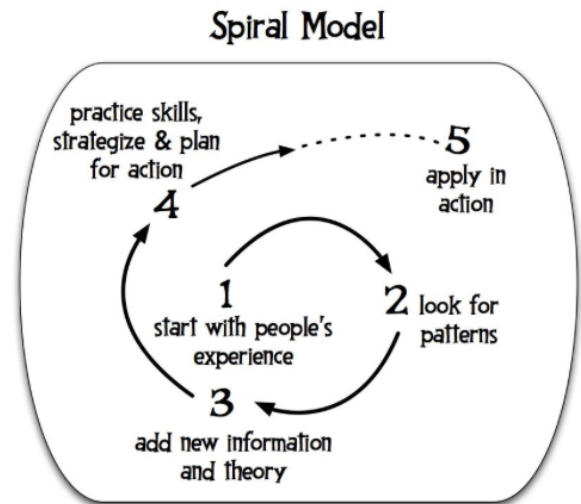 Spiral Model
1
start with people's
experience
2 look for
patterns
3
add new information
and theory
practice skills,
strategize & plan
for action
4
5
apply in
action